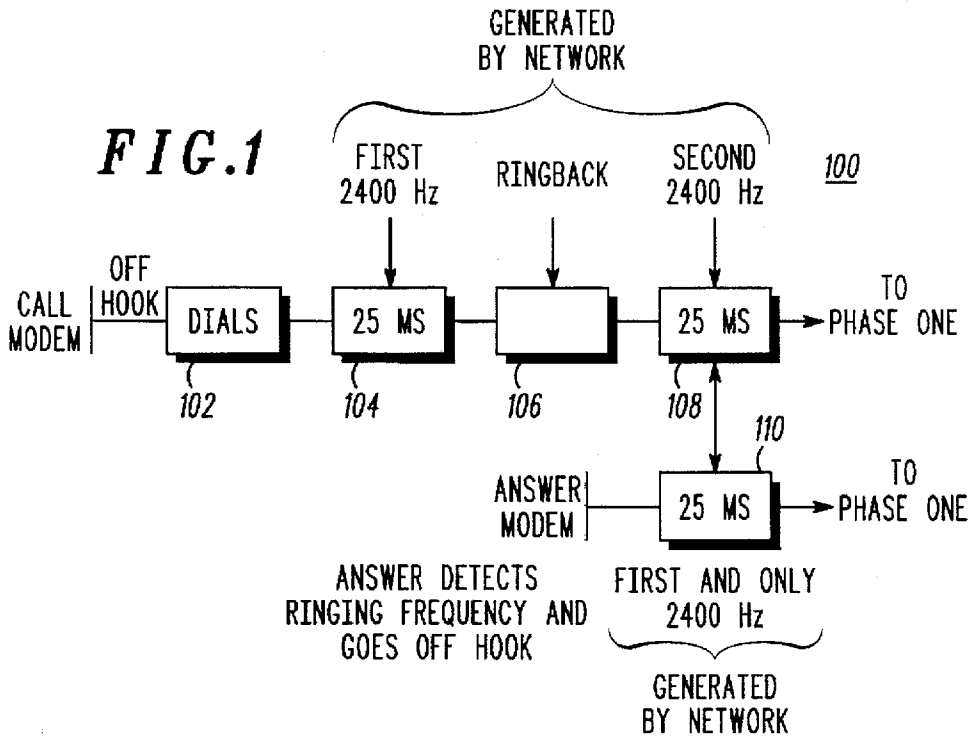 GENERATED
BY NETWORK
FIG.1
FIRST
2400 Hz
RINGBACK
SECOND
2400 Hz
100
CALL
MODEM
OFF
HOOK
DIALS
25 MS
25 MS
TO
PHASE ONE
102
104
106
108
110
ANSWER
MODEM
25 MS
TO
PHASE ONE
ANSWER DETECTS
RINGING FREQUENCY AND
GOES OFF HOOK
FIRST AND ONLY
2400 Hz
GENERATED
BY NETWORK